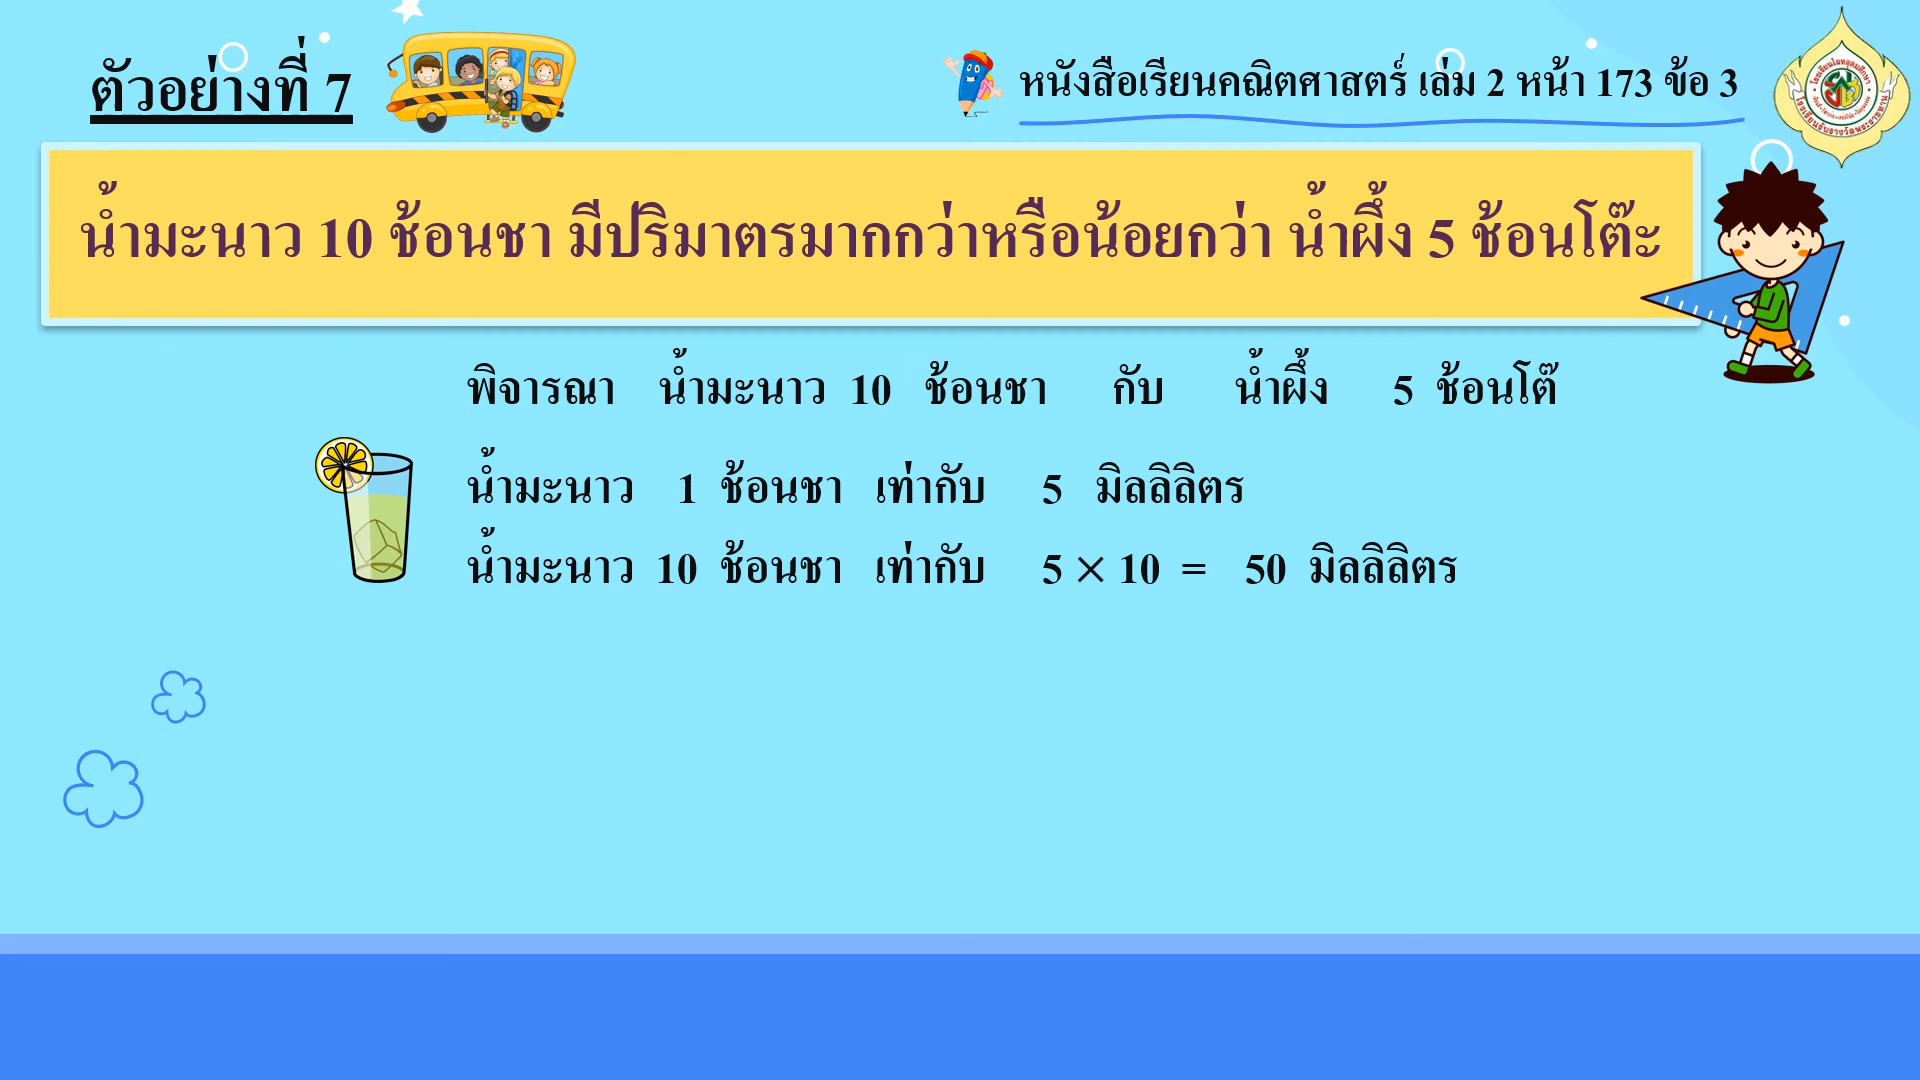 ตัวอย่างที่ 7
หนังสือเรียนคณิตศาสตร์ เล่ม 2 หน้า 173 ข้อ 3
น้ำมะนาว 10 ช้อนชา มีปริมาตรมากกว่าหรือน้อยกว่า น้ำผึ้ง 5 ช้อนโต๊ะ
พิจารณา น้ำมะนาว 10 ช้อนชา กับ น้ำผึ้ง 5 ช้อนโต๊
น้ำมะนาว 1 ช้อนชา เท่ากับ 5 มิลลิลิตร
น้ำมะนาว 10 ช้อนชา เท่ากับ 5 × 10 = 50 มิลลิลิตร